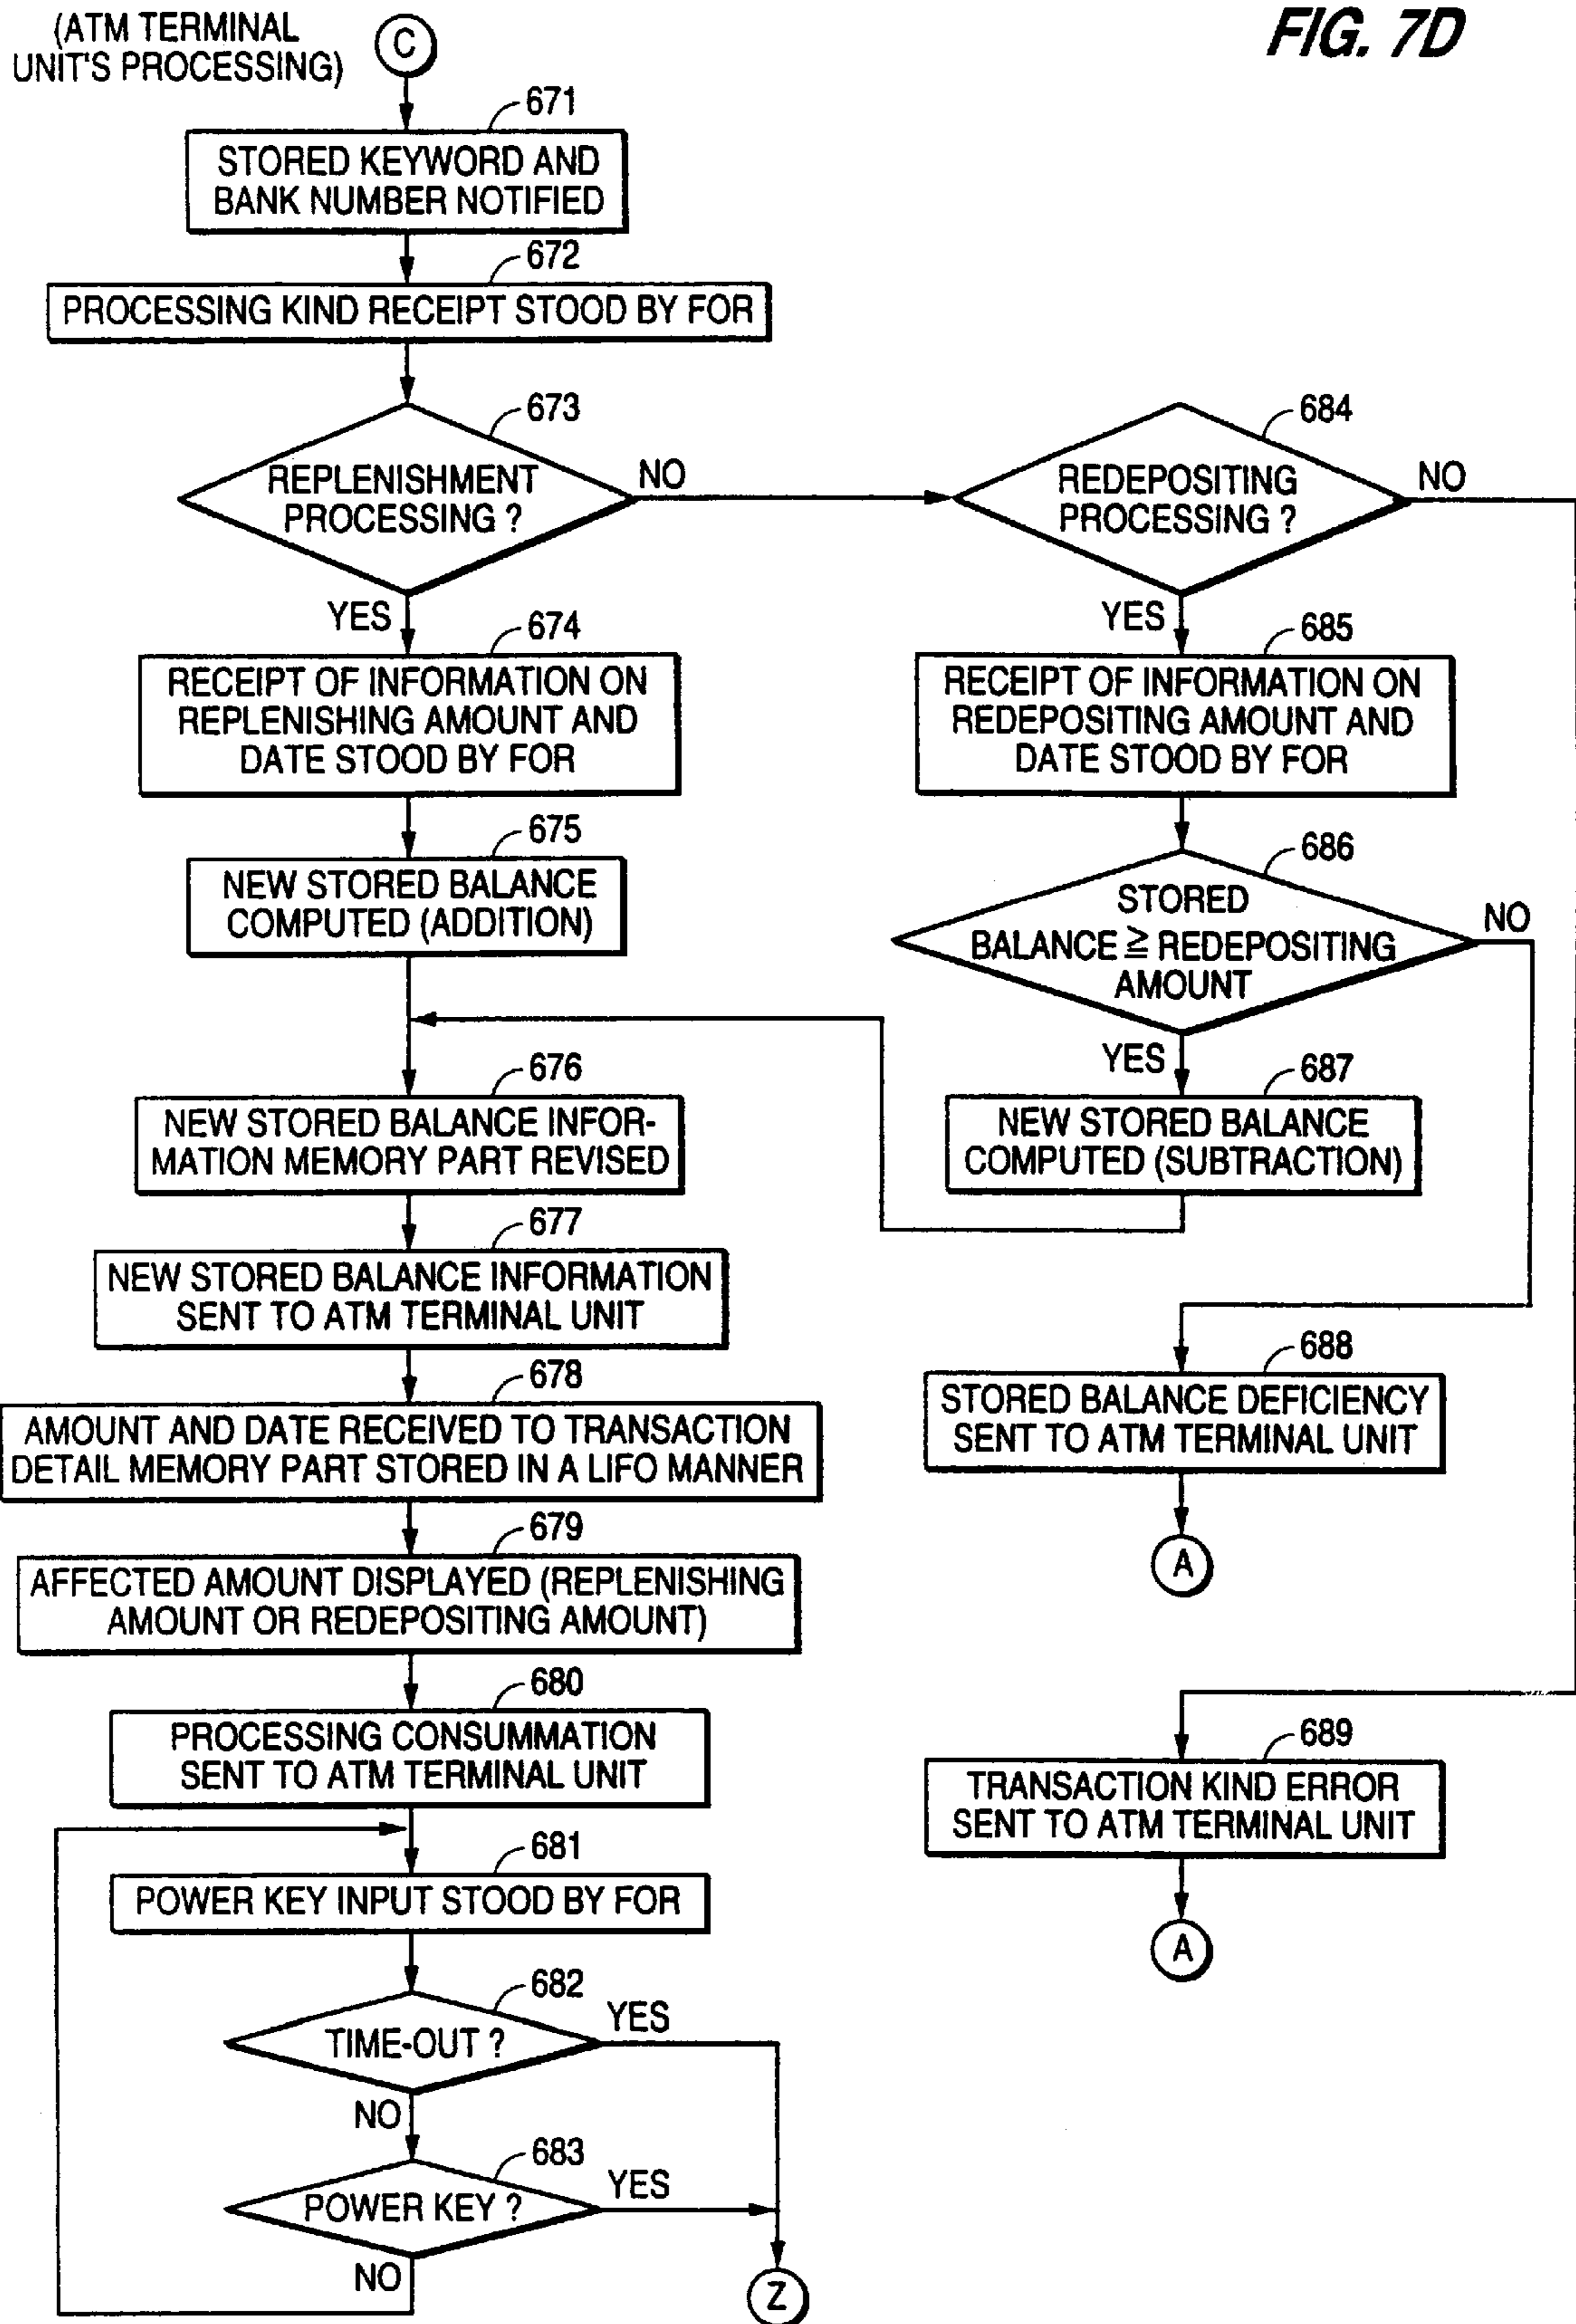 (ATM TERMINAL
UNIT'S PROCESSING)
C
FIG. 7D
671
STORED KEYWORD AND
BANK NUMBER NOTIFIED
672
PROCESSING KIND RECEIPT STOOD BY FOR
673
REPLENISHMENT
PROCESSING ?
NO
YES
684
REDEPOSITING
PROCESSING ?
NO
YES
674
RECEIPT OF INFORMATION ON
REPLENISHING AMOUNT AND
DATE STOOD BY FOR
685
RECEIPT OF INFORMATION ON
REDEPOSITING AMOUNT AND
DATE STOOD BY FOR
675
NEW STORED BALANCE
COMPUTED (ADDITION)
686
STORED
BALANCE ≧ REDEPOSITING
AMOUNT
NO
YES
676
NEW STORED BALANCE INFOR-
MATION MEMORY PART REVISED
687
NEW STORED BALANCE
COMPUTED (SUBTRACTION)
677
NEW STORED BALANCE INFORMATION
SENT TO ATM TERMINAL UNIT
688
STORED BALANCE DEFICIENCY
SENT TO ATM TERMINAL UNIT
A
678
AMOUNT AND DATE RECEIVED TO TRANSACTION
DETAIL MEMORY PART STORED IN A LIFO MANNER
679
AFFECTED AMOUNT DISPLAYED (REPLENISHING
AMOUNT OR REDEPOSITING AMOUNT)
680
PROCESSING CONSUMMATION
SENT TO ATM TERMINAL UNIT
689
TRANSACTION KIND ERROR
SENT TO ATM TERMINAL UNIT
A
681
POWER KEY INPUT STOOD BY FOR
682
TIME-OUT ?
YES
NO
683
POWER KEY ?
YES
NO
Z